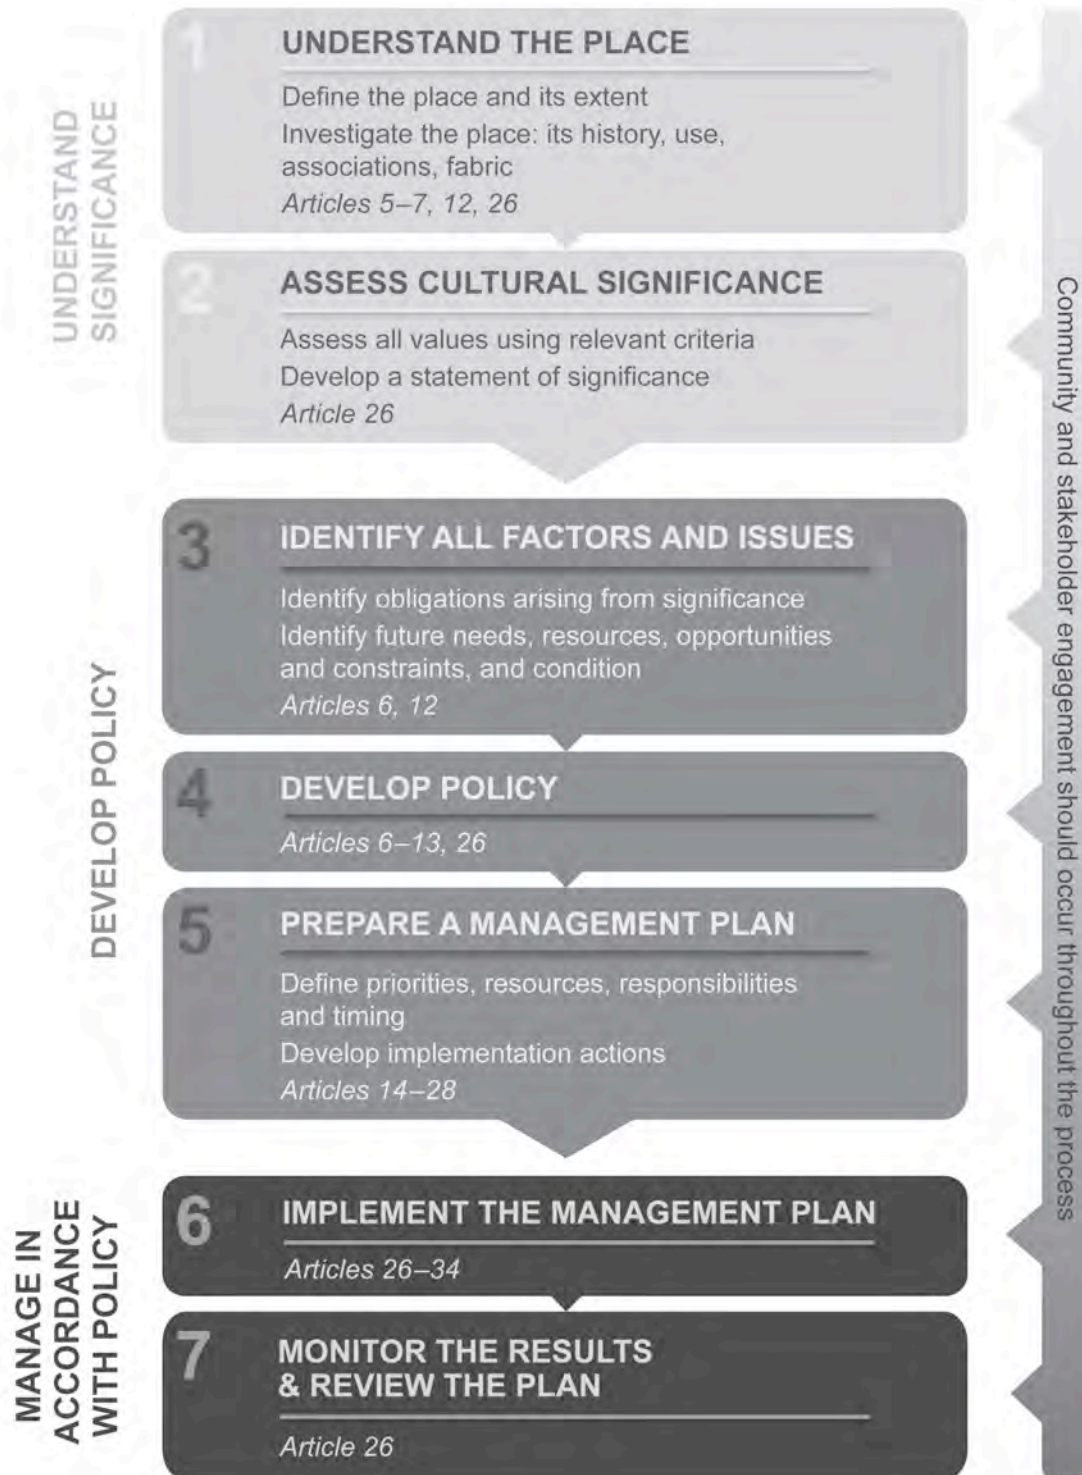 UNDERSTAND
SIGNIFICANCE
1
UNDERSTAND THE PLACE
Define the place and its extent
Investigate the place: its history, use,
associations, fabric
Articles 5–7, 12, 26
2
ASSESS CULTURAL SIGNIFICANCE
Assess all values using relevant criteria
Develop a statement of significance
Article 26
DEVELOP POLICY
3
IDENTIFY ALL FACTORS AND ISSUES
Identify obligations arising from significance
Identify future needs, resources, opportunities
and constraints, and condition
Articles 6, 12
4
DEVELOP POLICY
Articles 6–13, 26
5
PREPARE A MANAGEMENT PLAN
Define priorities, resources, responsibilities
and timing
Develop implementation actions
Articles 14–28
MANAGE IN
ACCORDANCE
WITH POLICY
6
IMPLEMENT THE MANAGEMENT PLAN
Articles 26–34
7
MONITOR THE RESULTS
& REVIEW THE PLAN
Article 26
Community and stakeholder engagement should occur throughout the process